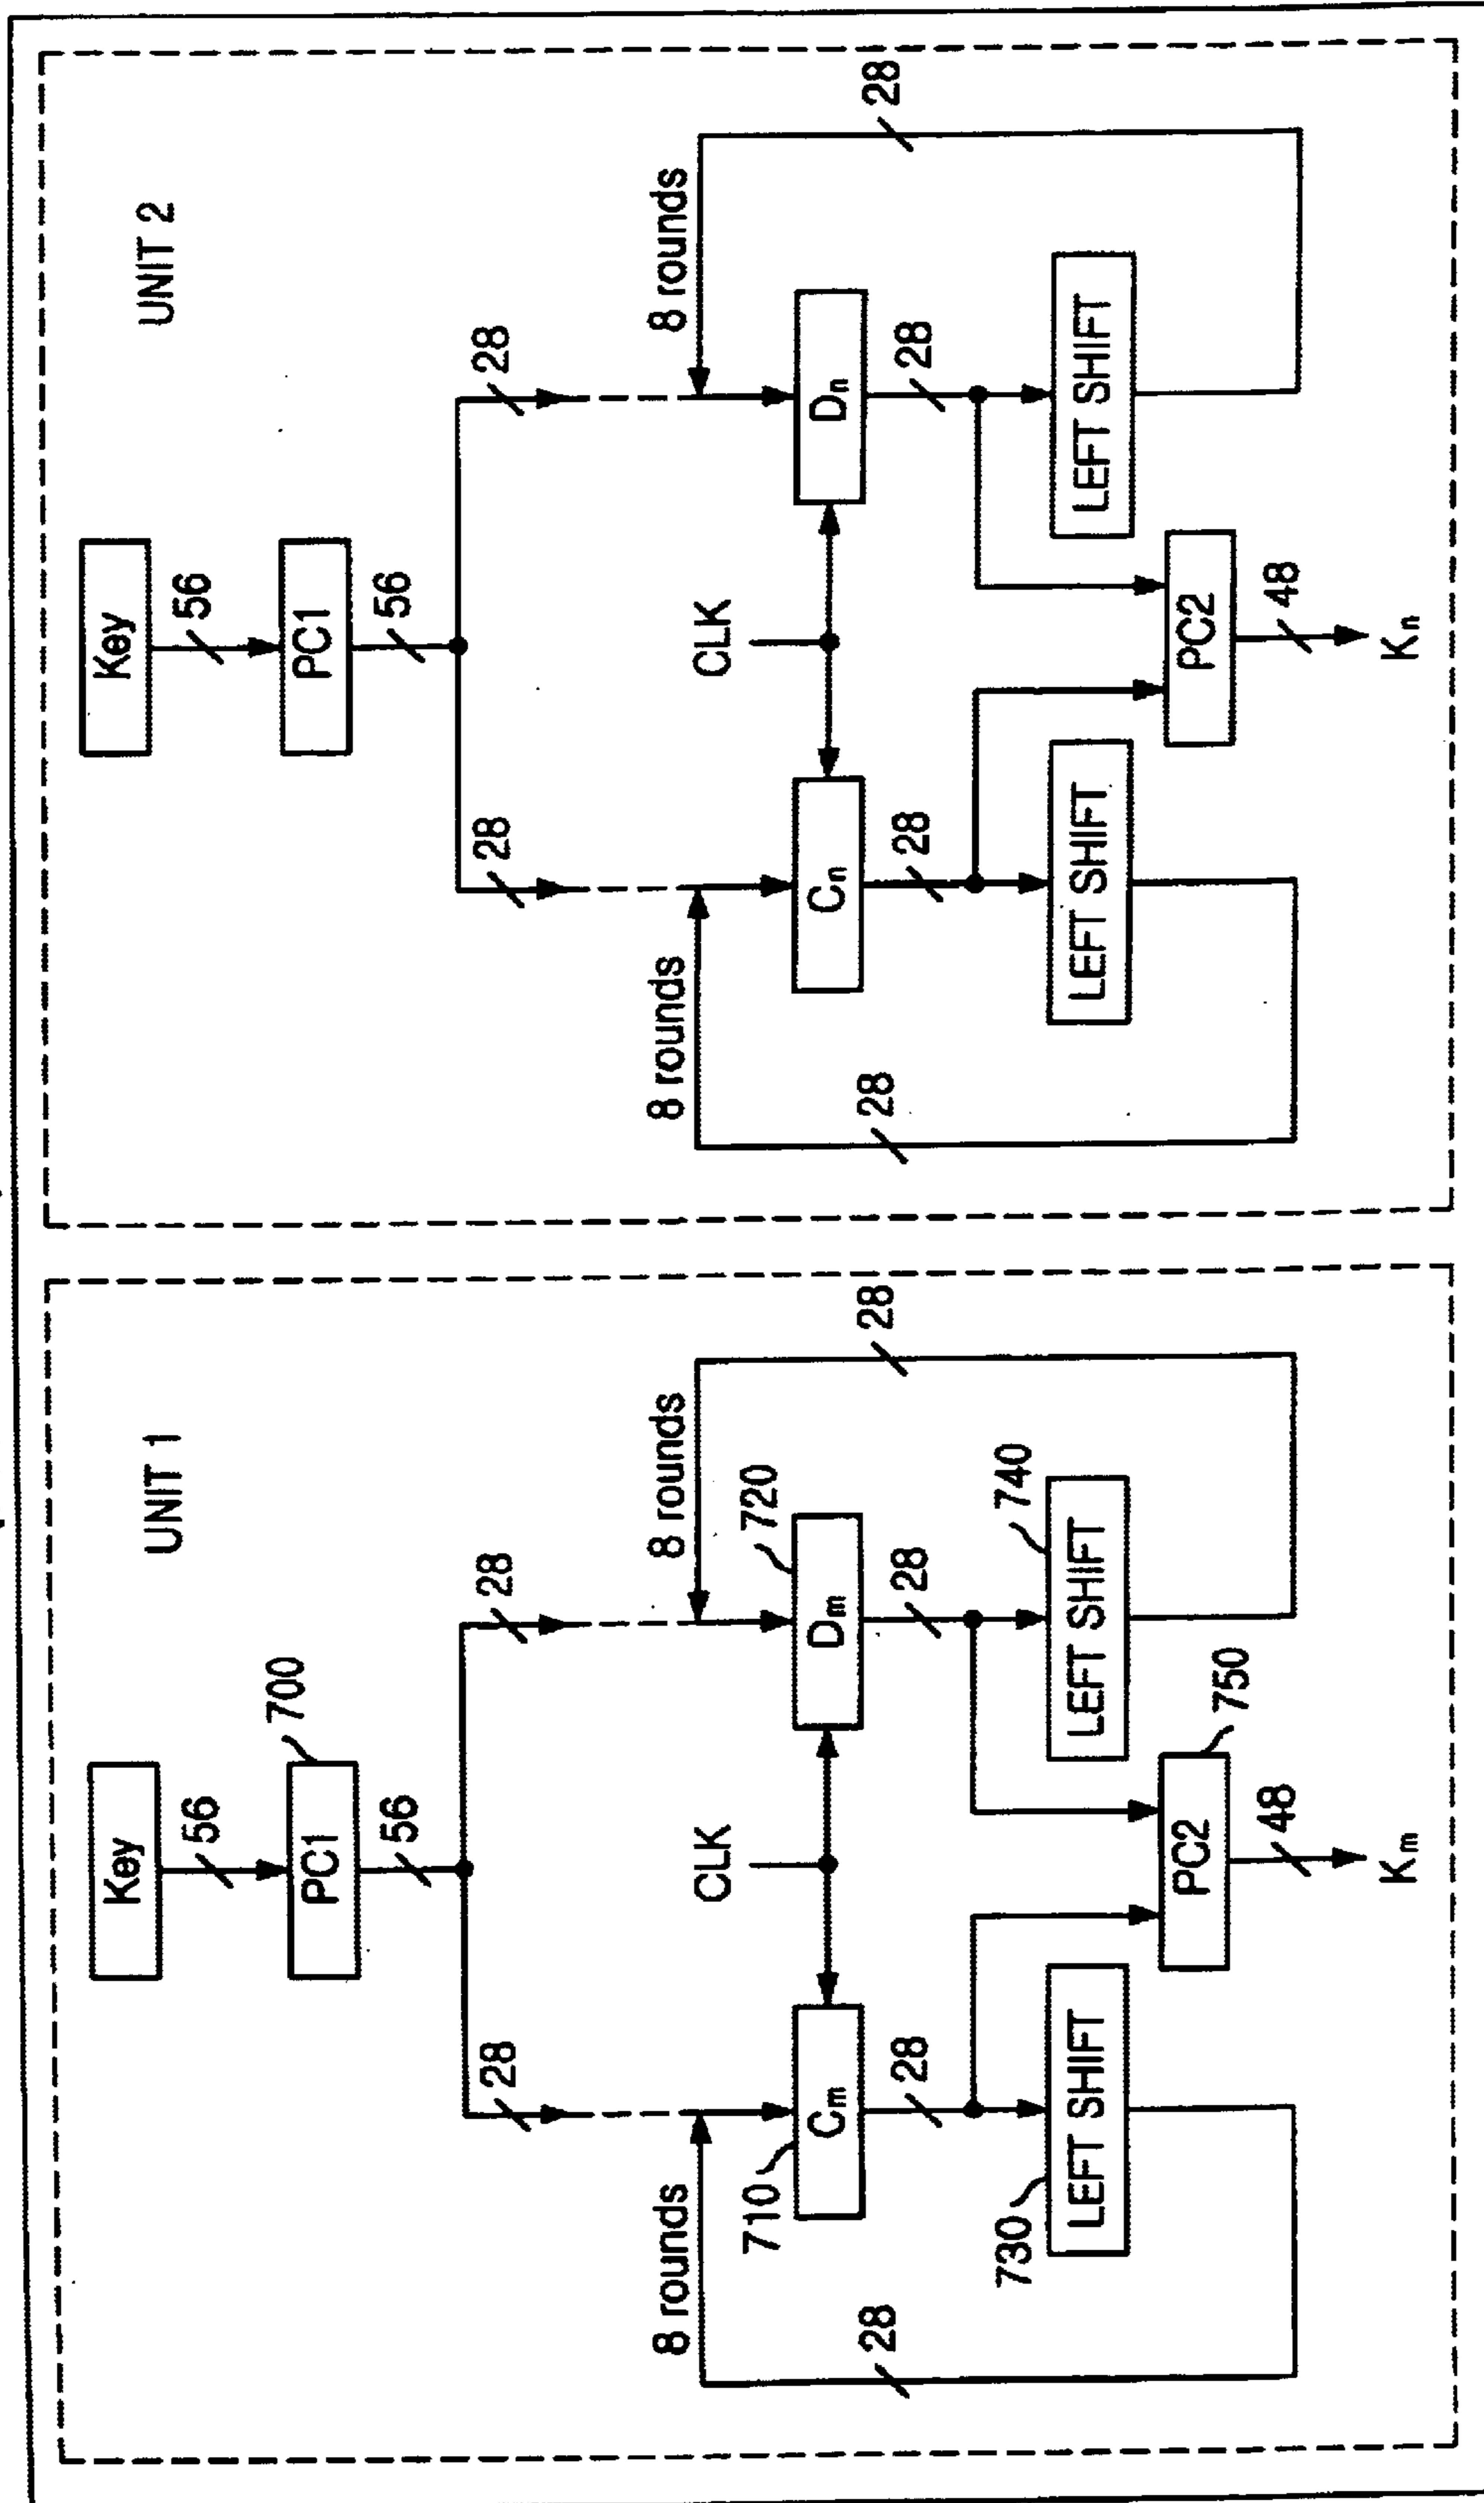 UNIT 1
Key
56
PC1
700
56
28
28
8 rounds
8 rounds
CLK
710
Cm
Dm
720
28
28
28
28
730
LEFT SHIFT
LEFT SHIFT
740
PC2
750
48
Km
UNIT 2
Key
56
PC1
56
28
28
8 rounds
8 rounds
CLK
Cn
Dn
28
28
28
28
LEFT SHIFT
LEFT SHIFT
PC2
48
Kn